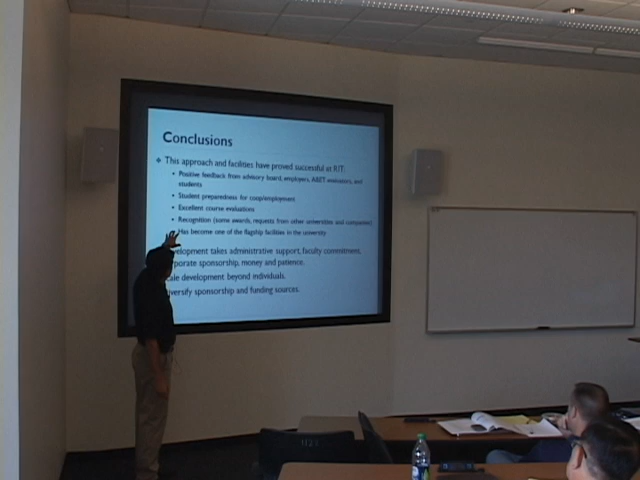 Conclusions
This approach and facilities have proved successful at RIT:
Positive feedback from advisory board, employers, ABET evaluators, and
students
Student preparedness for coop/employment
Excellent course evaluations
Recognition (some awards, requests from other universities and companies)
Has become one of the flagship facilities in the university
velopment takes administrative support, faculty commitment,
rporate sponsorship, money and patience.
ale development beyond individuals.
versify sponsorship and funding sources.